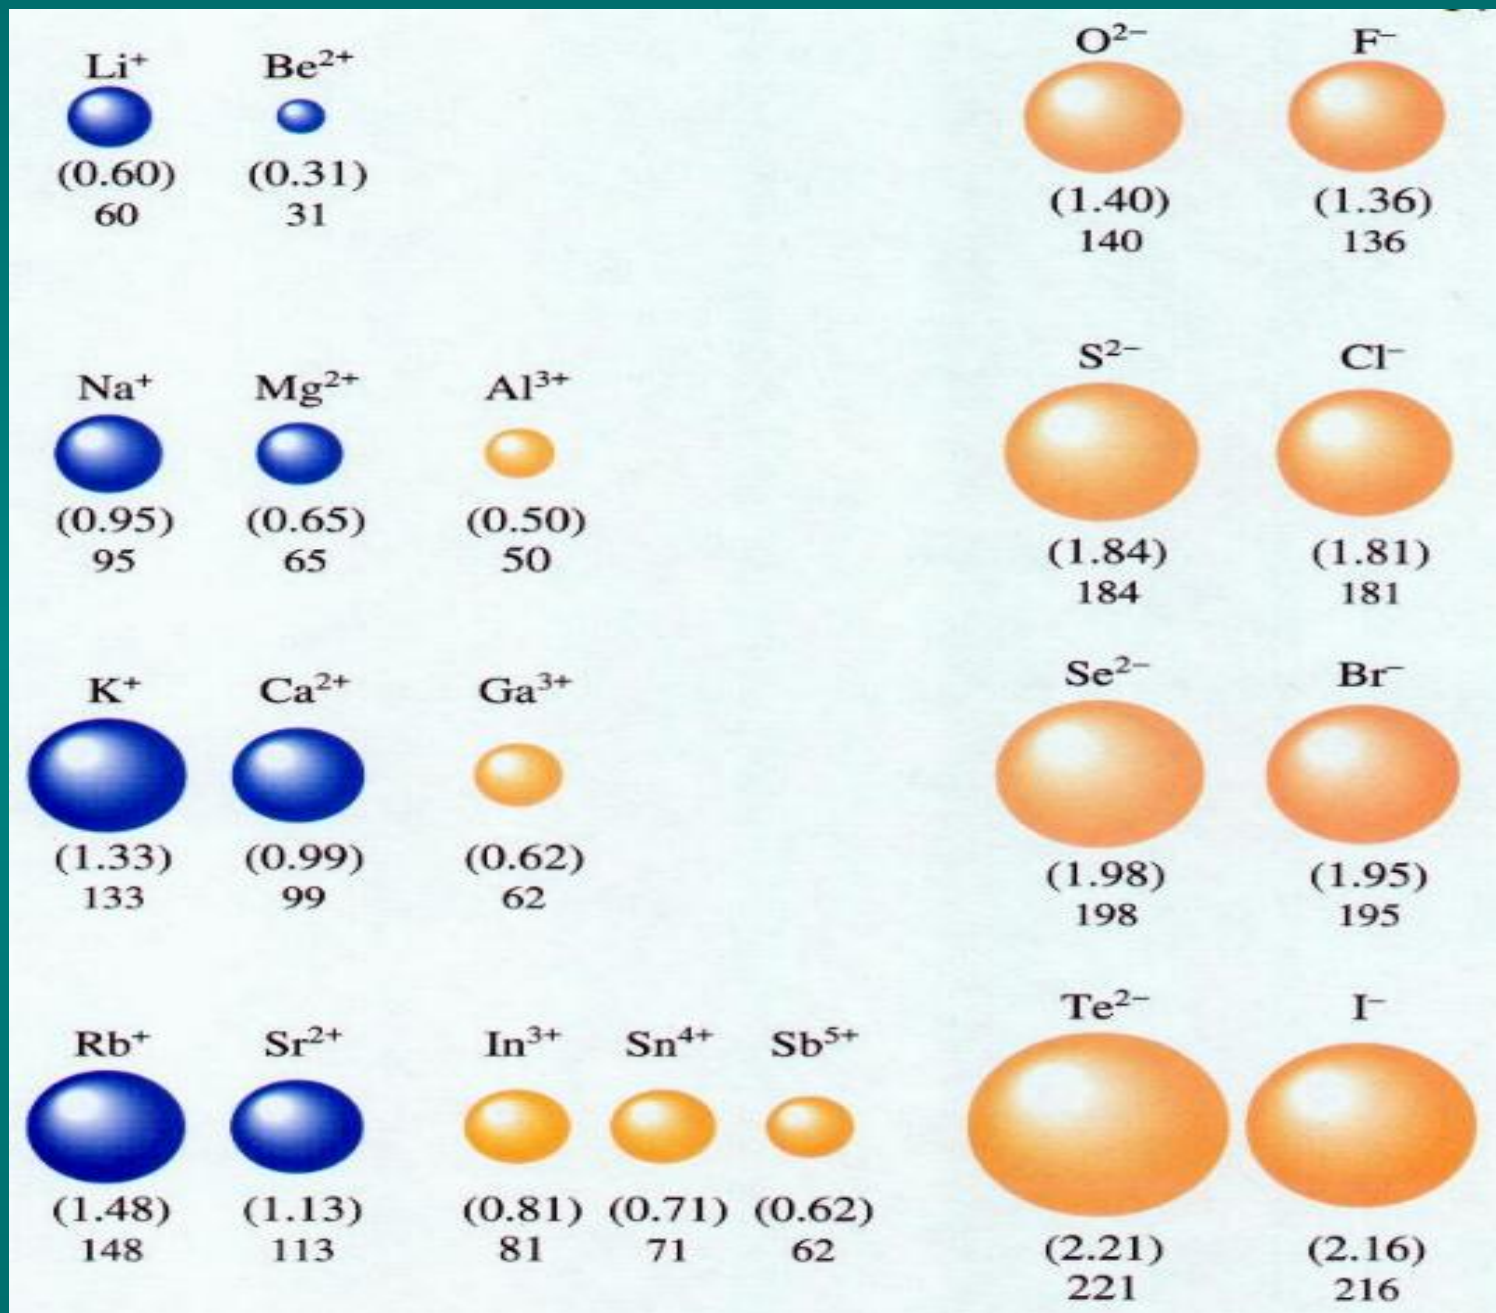 Li⁺ Be²⁺ O²⁻ F⁻
(0.60) (0.31) (1.40) (1.36)
60 31 140 136
Na⁺ Mg²⁺ Al³⁺ S²⁻ Cl⁻
(0.95) (0.65) (0.50) (1.84) (1.81)
95 65 50 184 181
K⁺ Ca²⁺ Ga³⁺ Se²⁻ Br⁻
(1.33) (0.99) (0.62) (1.98) (1.95)
133 99 62 198 195
Rb⁺ Sr²⁺ In³⁺ Sn⁴⁺ Sb⁵⁺ Te²⁻ I⁻
(1.48) (1.13) (0.81) (0.71) (0.62) (2.21) (2.16)
148 113 81 71 62 221 216